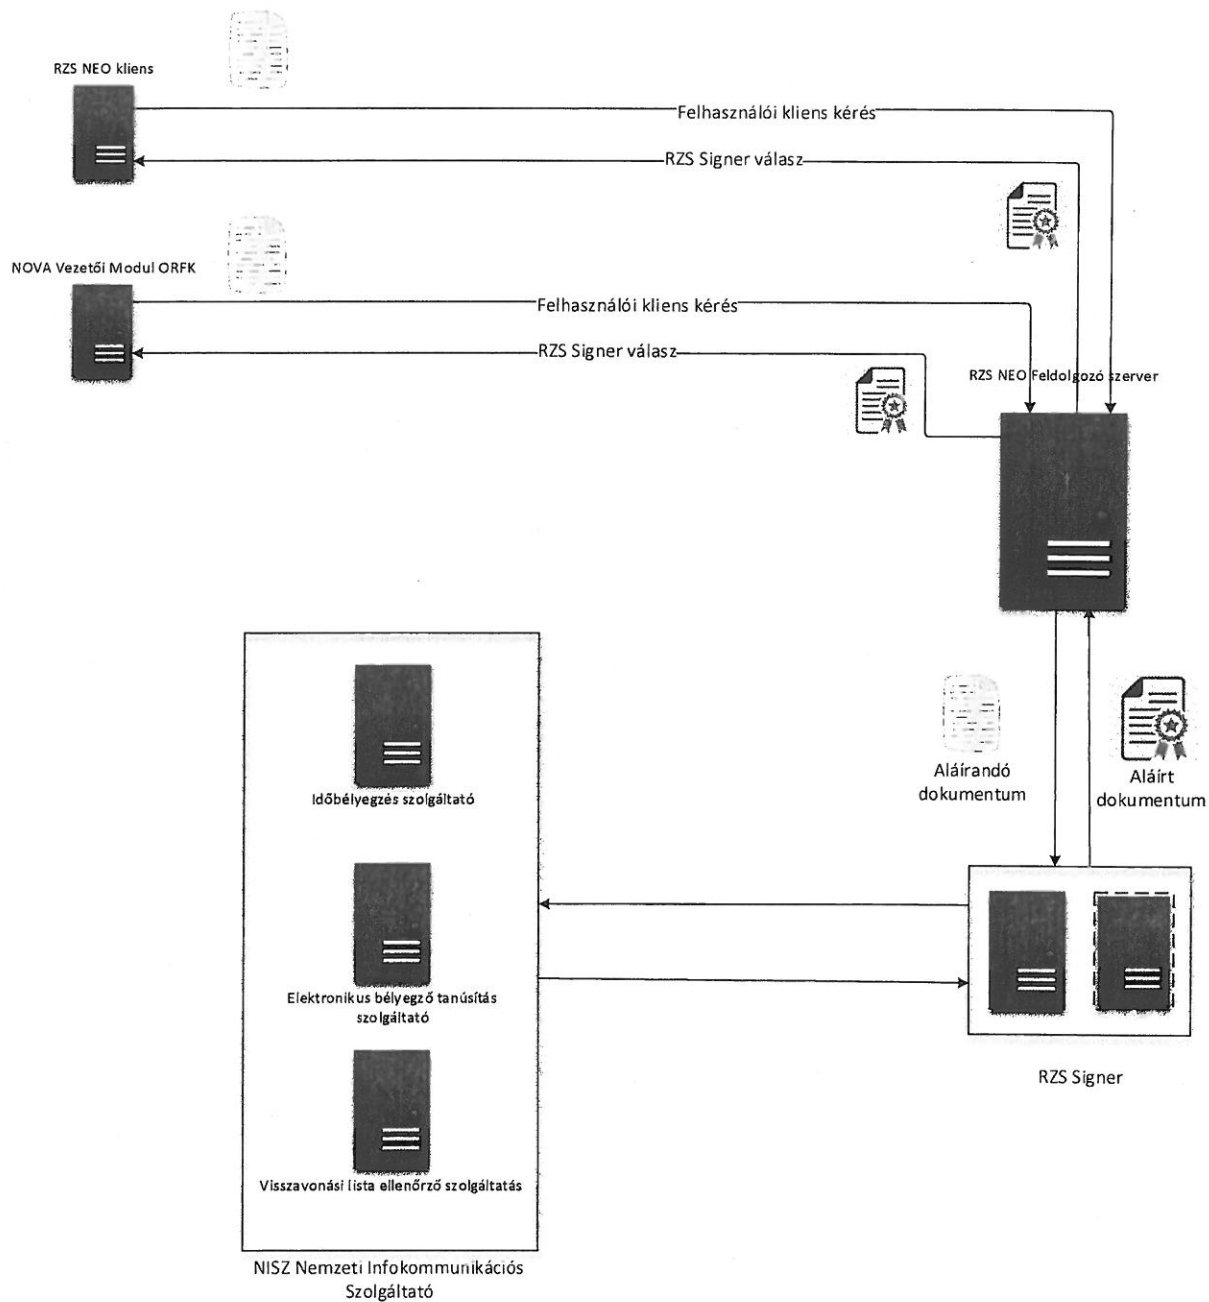 RZS NEO kliens
Felhasználói kliens kérés
RZS Signer válasz
NOVA Vezetői Modul ORFK
Felhasználói kliens kérés
RZS Signer válasz
RZS NEO Feldolgozó szerver
Aláírandó
dokumentum
Aláírt
dokumentum
Időbélyegzés szolgáltató
Elektronikus bélyegző tanúsítás
szolgáltató
Visszavonási lista ellenőrző szolgáltatás
RZS Signer
NISZ Nemzeti Infokommunikációs
Szolgáltató